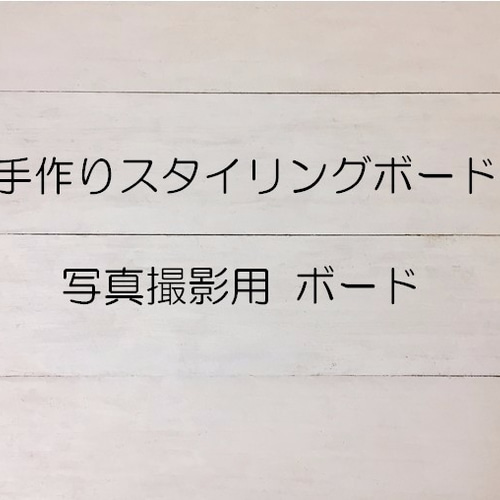 手作りスタイリングボード
写真撮影用 ボード